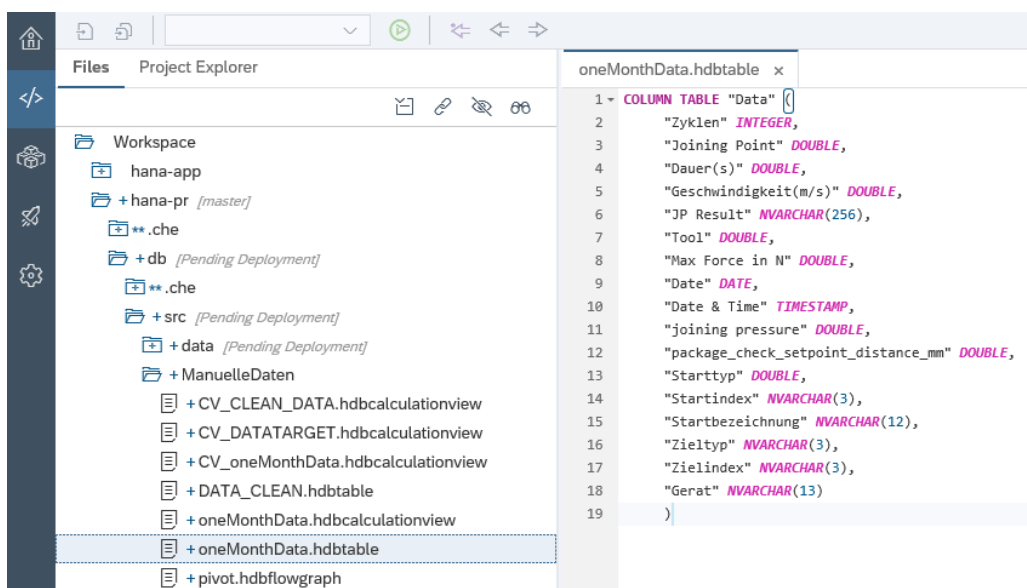 Files Project Explorer
Workspace
hana-app
+ hana-pr [master]
** .che
+ db [Pending Deployment]
** .che
+ src [Pending Deployment]
+ data [Pending Deployment]
+ ManuelleDaten
+ CV_CLEAN_DATA.hdbcalculationview
+ CV_DATATARGET.hdbcalculationview
+ CV_oneMonthData.hdbcalculationview
+ DATA_CLEAN.hdbtable
+ oneMonthData.hdbcalculationview
+ oneMonthData.hdbtable
+ pivot.hdbflowgraph
oneMonthData.hdbtable x
1 COLUMN TABLE "Data" (
2 "Zyklen" INTEGER,
3 "Joining Point" DOUBLE,
4 "Dauer(s)" DOUBLE,
5 "Geschwindigkeit(m/s)" DOUBLE,
6 "JP Result" NVARCHAR(256),
7 "Tool" DOUBLE,
8 "Max Force in N" DOUBLE,
9 "Date" DATE,
10 "Date & Time" TIMESTAMP,
11 "joining pressure" DOUBLE,
12 "package_check_setpoint_distance_mm" DOUBLE,
13 "Starttyp" DOUBLE,
14 "Startindex" NVARCHAR(3),
15 "Startbezeichnung" NVARCHAR(12),
16 "Zieltyp" NVARCHAR(3),
17 "Zielindex" NVARCHAR(3),
18 "Gerat" NVARCHAR(13)
19 )